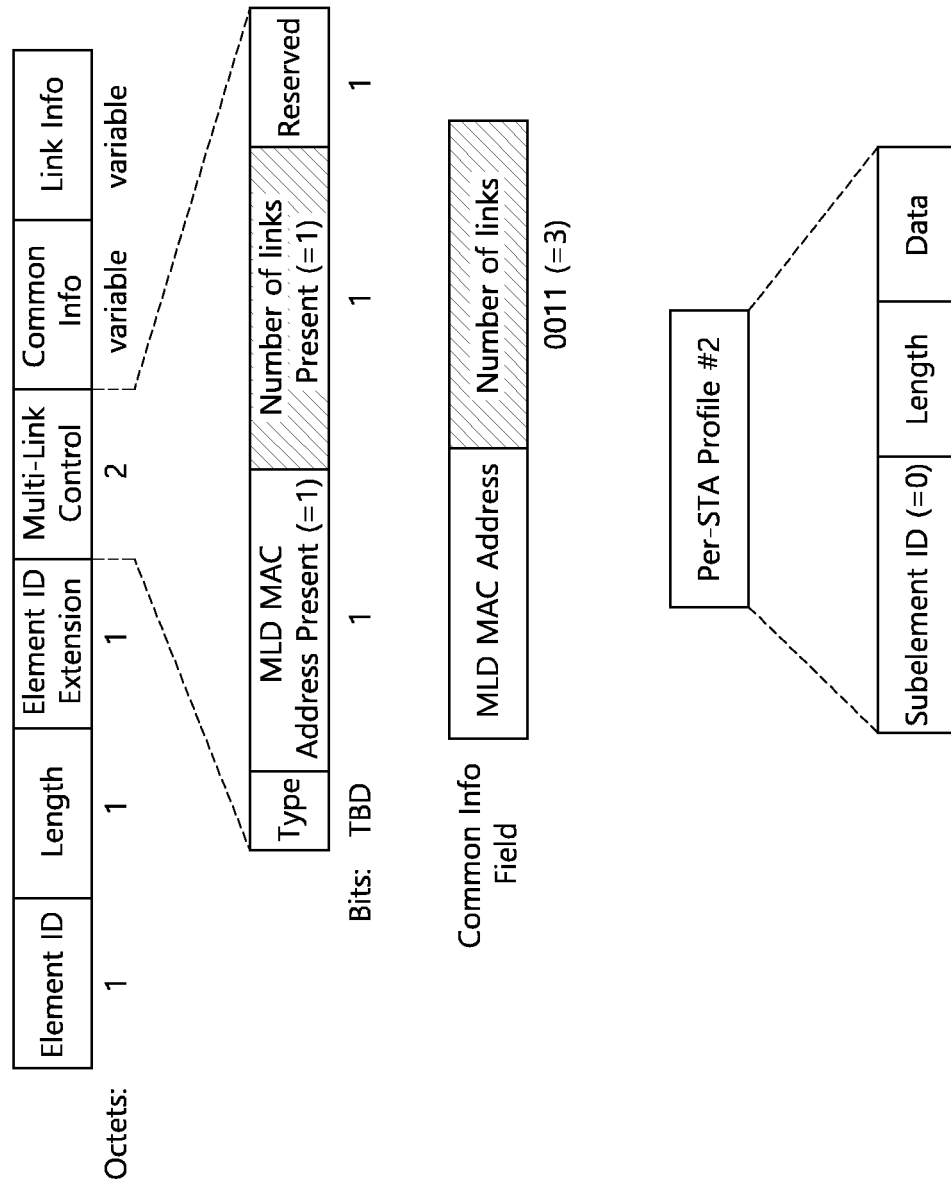 Element ID
Length
Element ID
Extension
Multi-Link
Control
Common
Info
Link Info
Octets:
1
1
1
2
variable
variable
Type
MLD MAC
Address Present (=1)
Number of links
Present (=1)
Reserved
Bits:
TBD
1
1
1
Common Info
Field
MLD MAC Address
Number of links
0011 (=3)
Per-STA Profile #2
Subelement ID (=0)
Length
Data